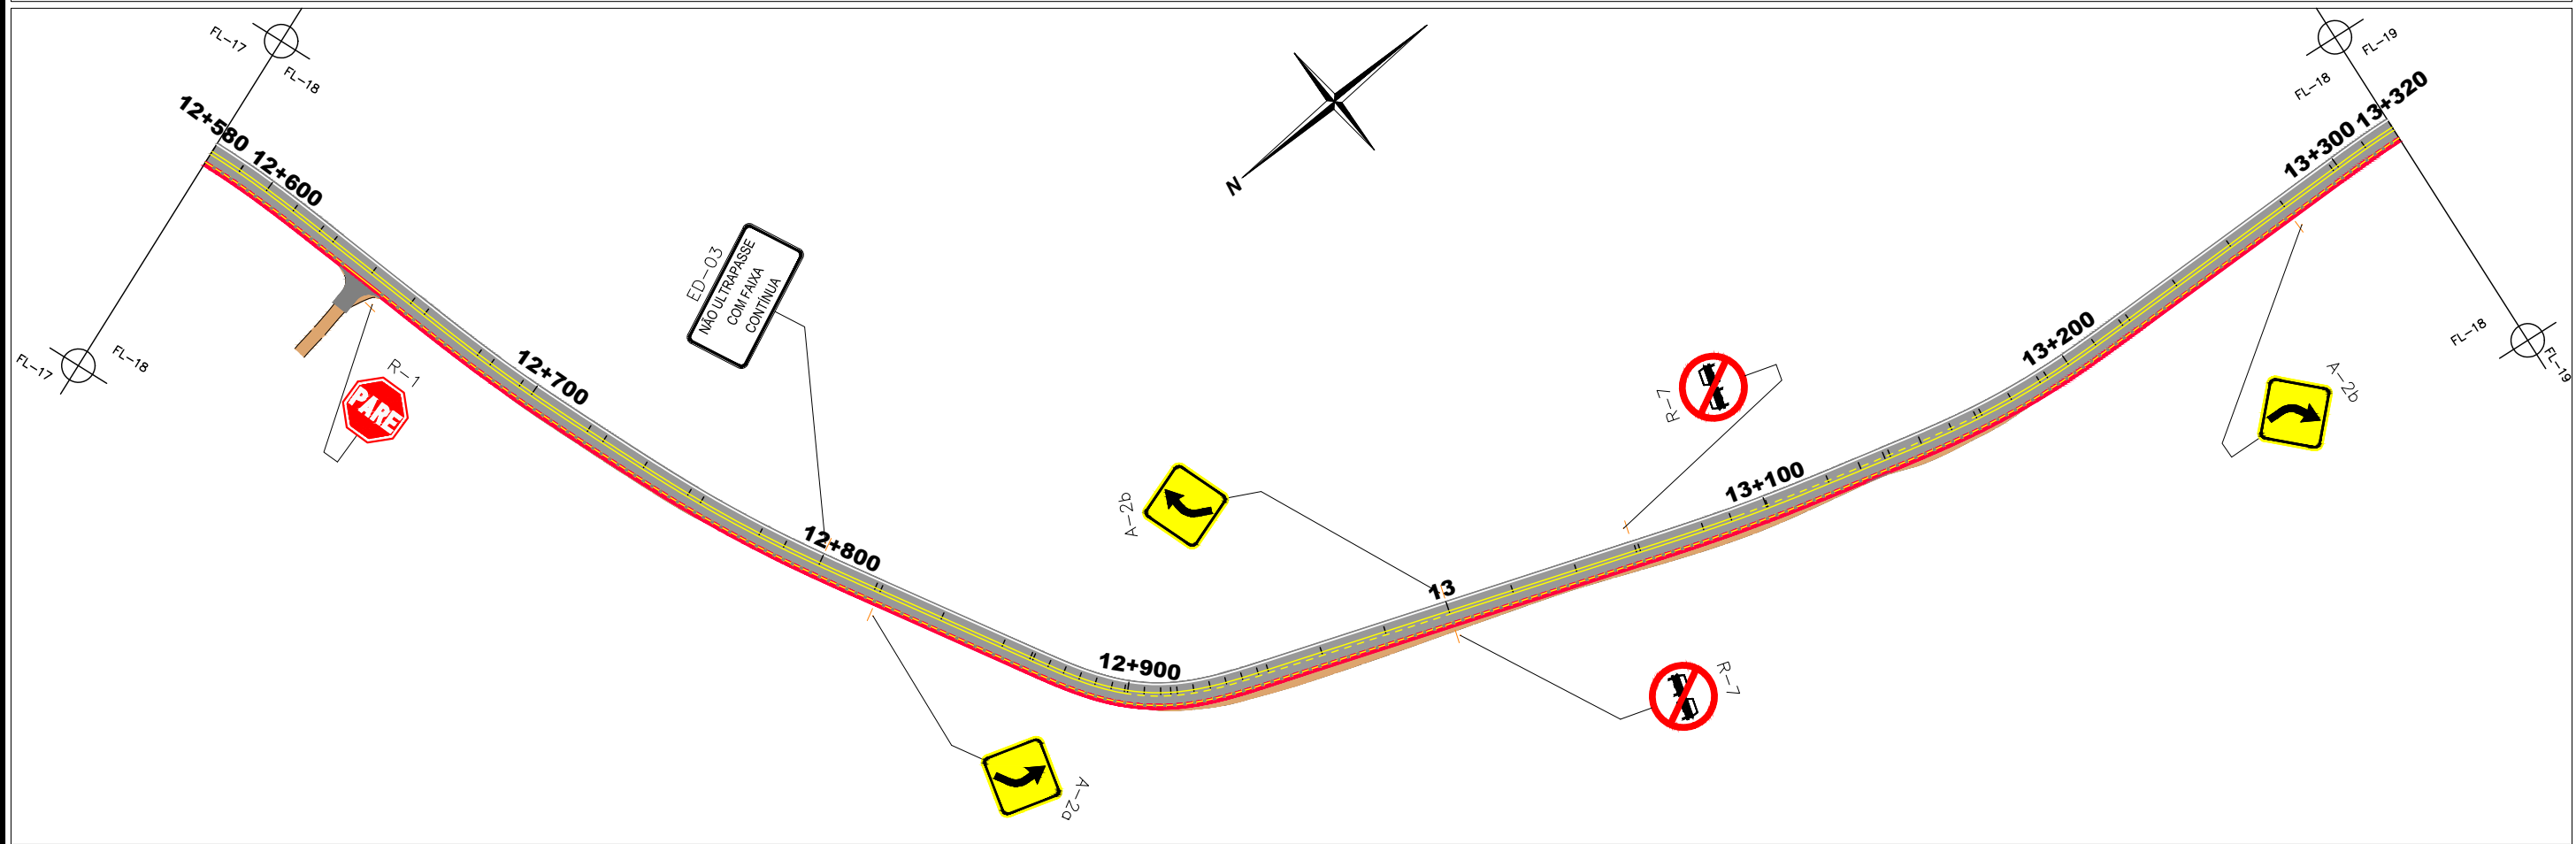 FL-17
FL-18
12+580
12+600
FL-17
FL-18
R-1
PARE
12+700
ED-03
NÃO ULTRAPASSE
COM FAIXA
CONTÍNUA
12+800
N
A-2b
12+900
A-2a
13
R-7
R-7
13+100
13+200
13+300
13+320
FL-18
FL-19
A-2b
FL-18
FL-19